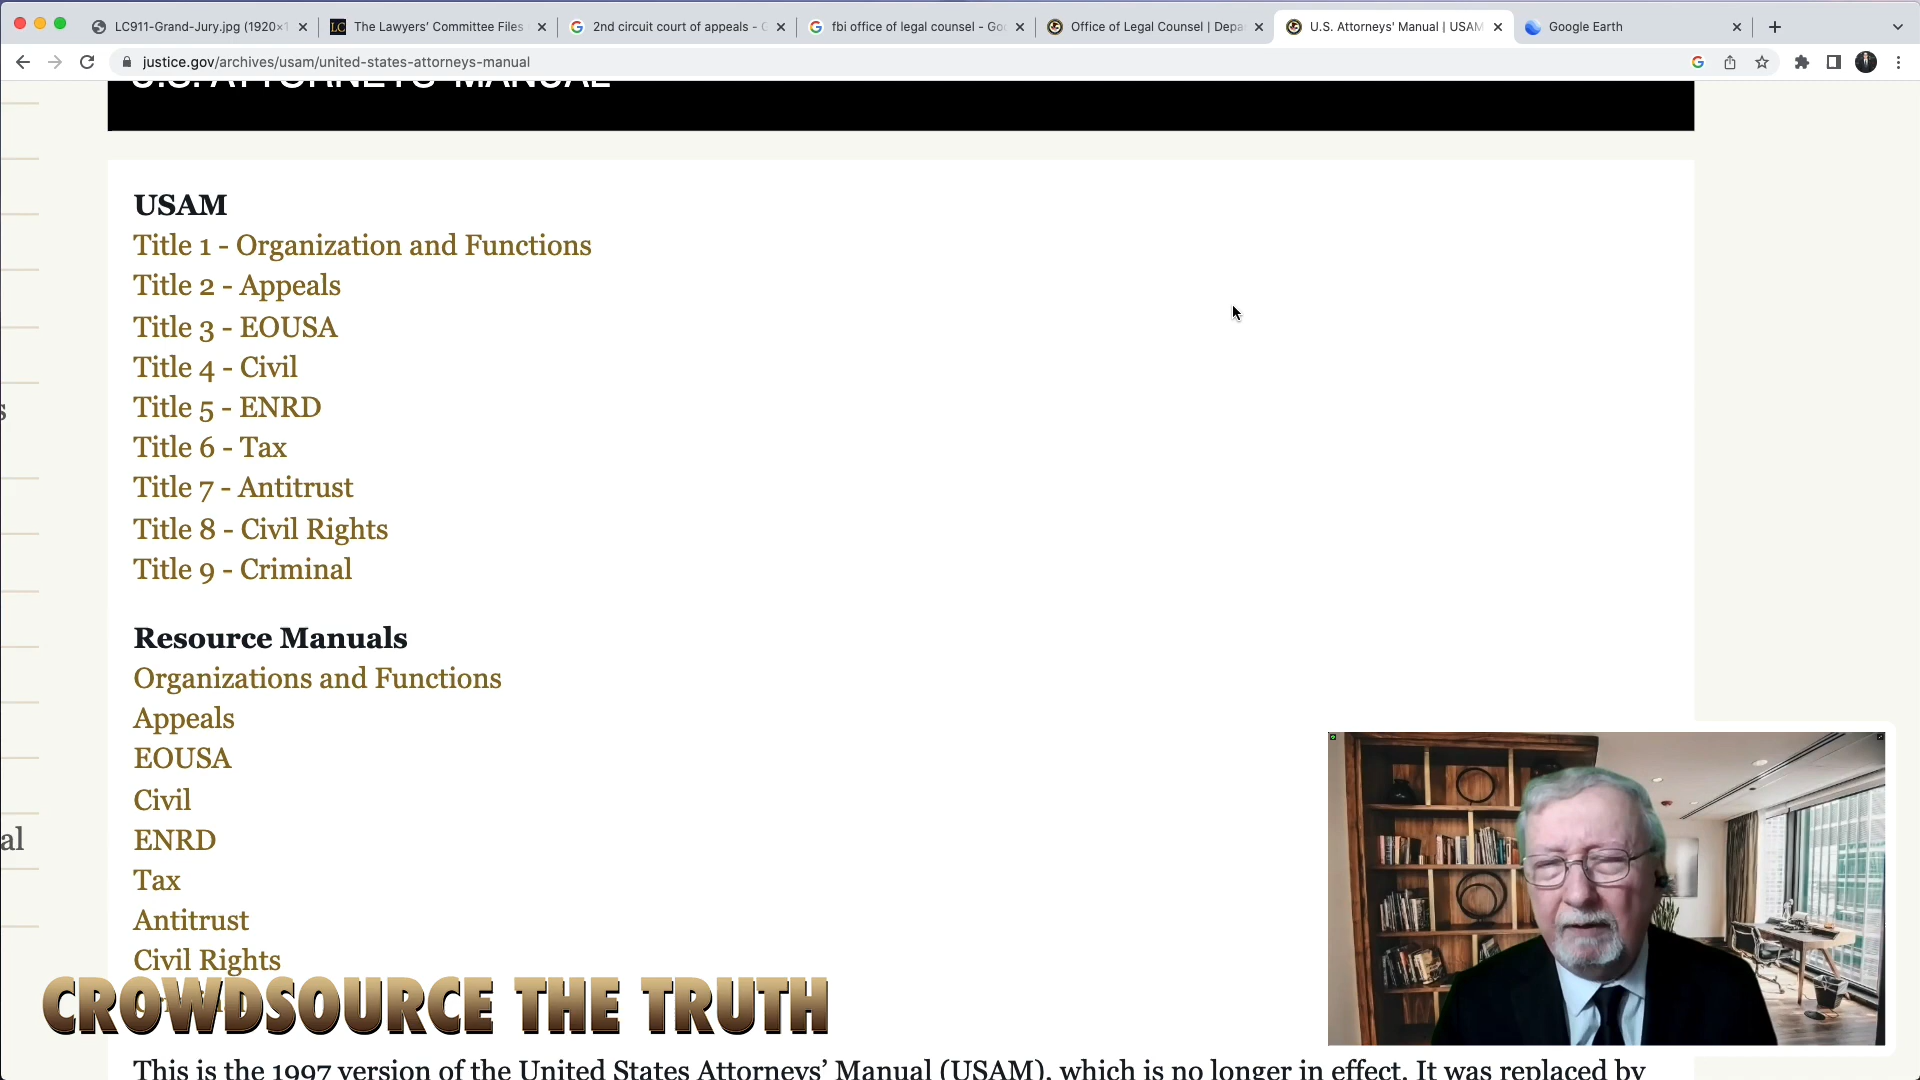 LC911-Grand-Jury.jpg (1920×1
The Lawyers' Committee Files
2nd circuit court of appeals - G
fbi office of legal counsel - Goo
Office of Legal Counsel | Depa
U.S. Attorneys' Manual | USAM
Google Earth
justice.gov/archives/usam/united-states-attorneys-manual
U.S. ATTORNEYS' MANUAL
USAM
Title 1 - Organization and Functions
Title 2 - Appeals
Title 3 - EOUSA
Title 4 - Civil
Title 5 - ENRD
Title 6 - Tax
Title 7 - Antitrust
Title 8 - Civil Rights
Title 9 - Criminal
Resource Manuals
Organizations and Functions
Appeals
EOUSA
Civil
ENRD
al
Tax
Antitrust
Civil Rights
CROWDSOURCE THE TRUTH
This is the 1997 version of the United States Attorneys' Manual (USAM), which is no longer in effect. It was replaced by